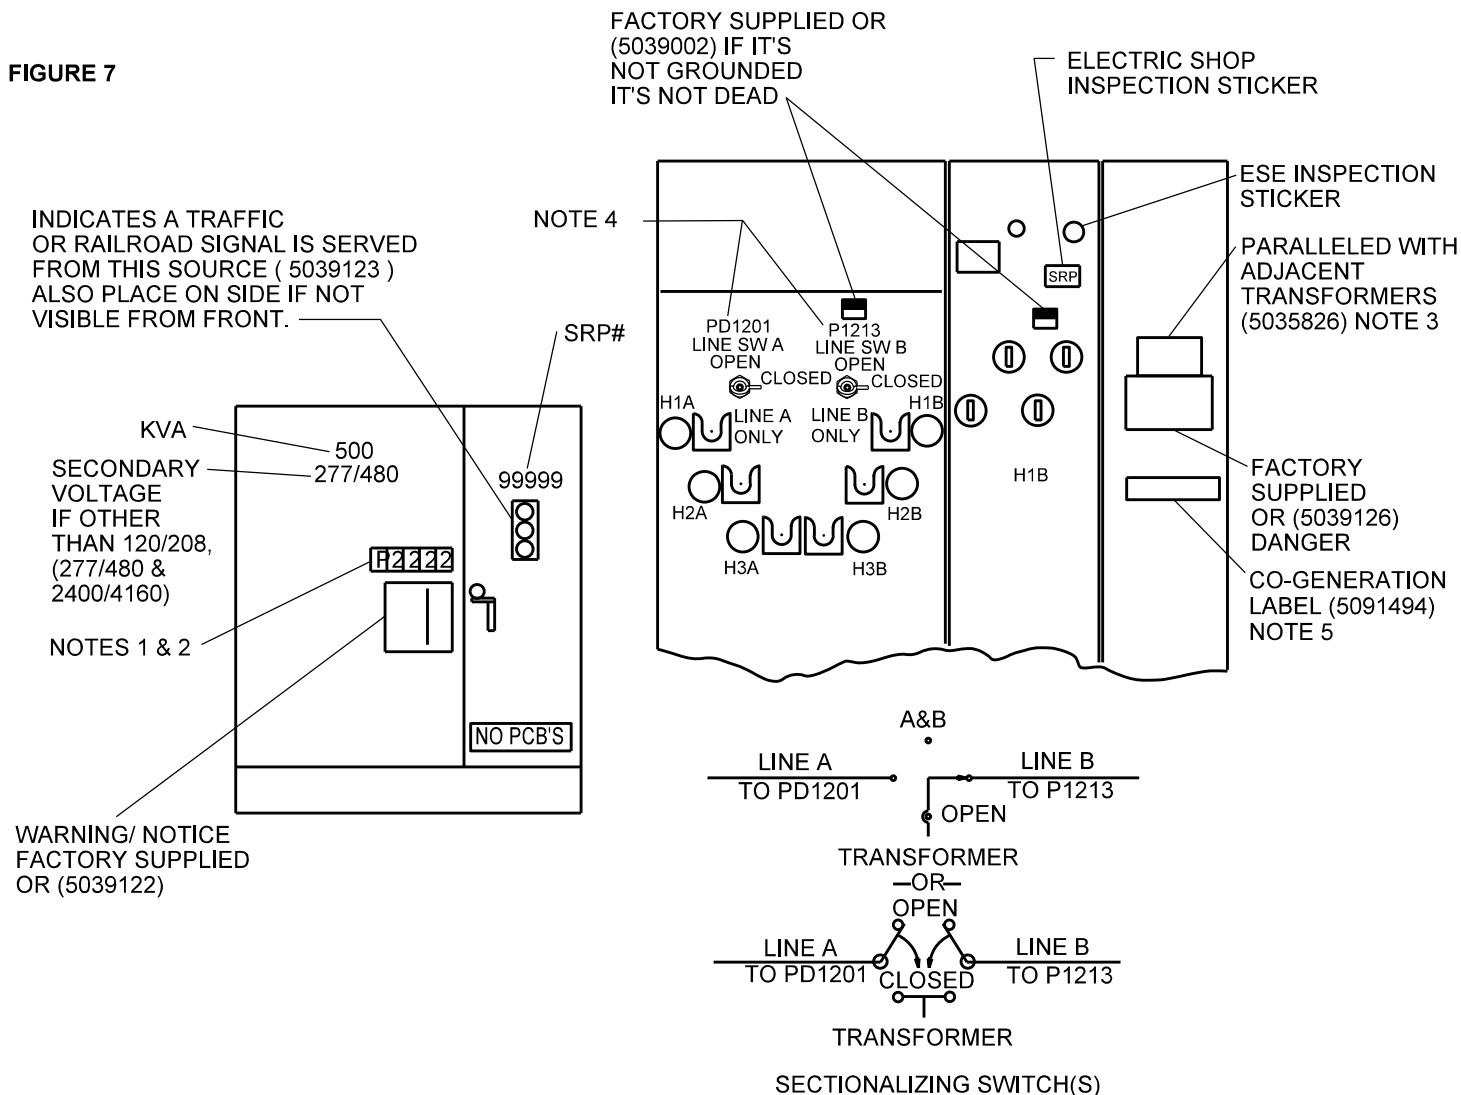 FIGURE 7
FACTORY SUPPLIED OR
(5039002) IF IT'S
NOT GROUNDED
IT'S NOT DEAD
ELECTRIC SHOP
INSPECTION STICKER
ESE INSPECTION
STICKER
INDICATES A TRAFFIC
OR RAILROAD SIGNAL IS SERVED
FROM THIS SOURCE ( 5039123 )
ALSO PLACE ON SIDE IF NOT
VISIBLE FROM FRONT.
NOTE 4
PARALLELED WITH
ADJACENT
TRANSFORMERS
(5035826) NOTE 3
SRP
SRP#
PD1201
LINE SW A
OPEN
CLOSED
P1213
LINE SW B
OPEN
CLOSED
H1A
LINE A
ONLY
LINE B
ONLY
H1B
H2A
H2B
H3A
H3B
H1B
KVA
500
277/480
SECONDARY
VOLTAGE
IF OTHER
THAN 120/208,
(277/480 &
2400/4160)
99999
P2222
NOTES 1 & 2
NO PCB'S
FACTORY
SUPPLIED
OR (5039126)
DANGER
CO-GENERATION
LABEL (5091494)
NOTE 5
WARNING/ NOTICE
FACTORY SUPPLIED
OR (5039122)
A&B
LINE A
TO PD1201
LINE B
TO P1213
OPEN
TRANSFORMER
OR
OPEN
LINE A
TO PD1201
LINE B
TO P1213
CLOSED
TRANSFORMER
SECTIONALIZING SWITCH(S)